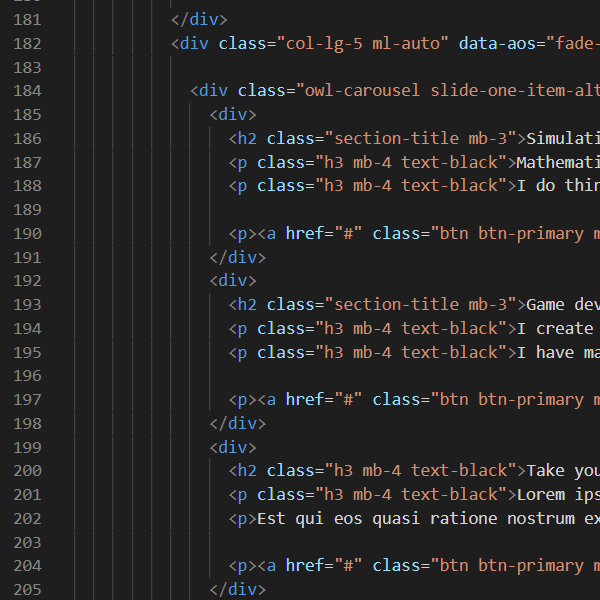 181 </div>
182 <div class="col-lg-5 ml-auto" data-aos="fade-
183
184 <div class="owl-carousel slide-one-item-alt
185 <div>
186 <h2 class="section-title mb-3">Simulati
187 <p class="h3 mb-4 text-black">Mathemati
188 <p class="h3 mb-4 text-black">I do thin
189
190 <p><a href="#" class="btn btn-primary m
191 </div>
192 <div>
193 <h2 class="section-title mb-3">Game dev
194 <p class="h3 mb-4 text-black">I create
195 <p class="h3 mb-4 text-black">I have ma
196
197 <p><a href="#" class="btn btn-primary m
198 </div>
199 <div>
200 <h2 class="h3 mb-4 text-black">Take you
201 <p class="h3 mb-4 text-black">Lorem ips
202 <p>Est qui eos quasi ratione nostrum ex
203
204 <p><a href="#" class="btn btn-primary m
205 </div>